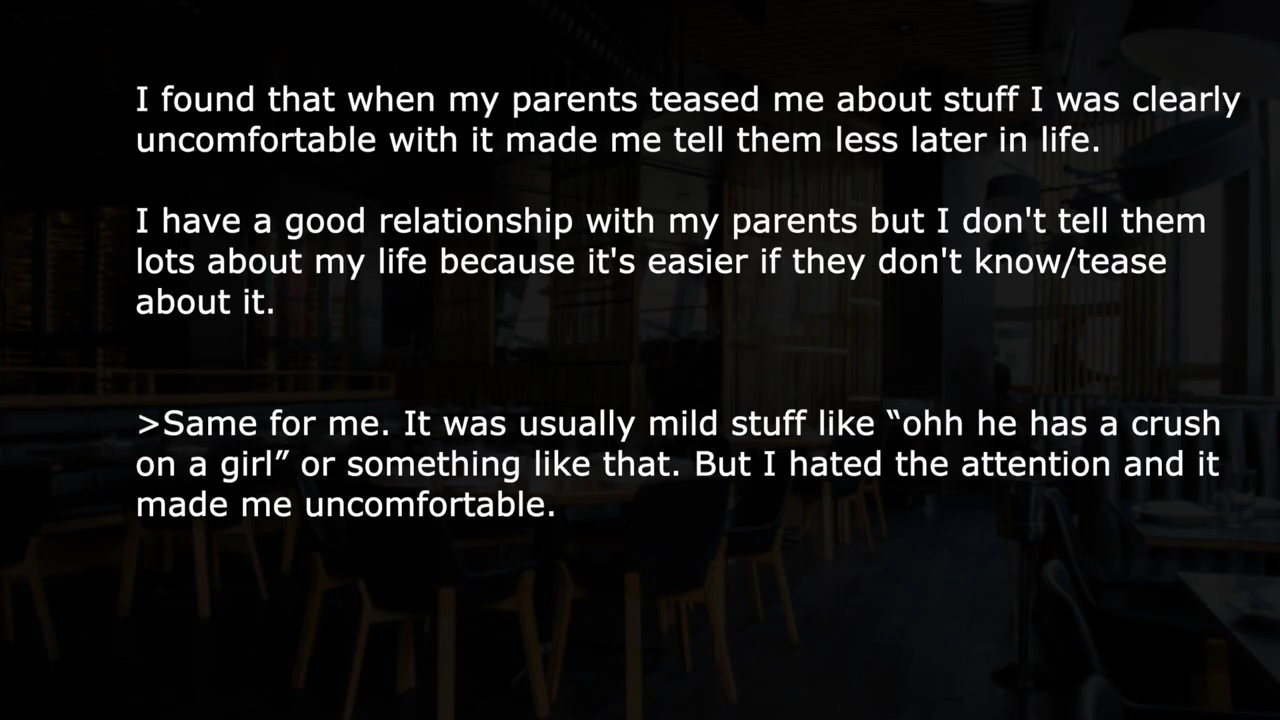 I found that when my parents teased me about stuff I was clearly
uncomfortable with it made me tell them less later in life.
I have a good relationship with my parents but I don't tell them
lots about my life because it's easier if they don't know/tease
about it.
>Same for me. It was usually mild stuff like “ohh he has a crush
on a girl” or something like that. But I hated the attention and it
made me uncomfortable.